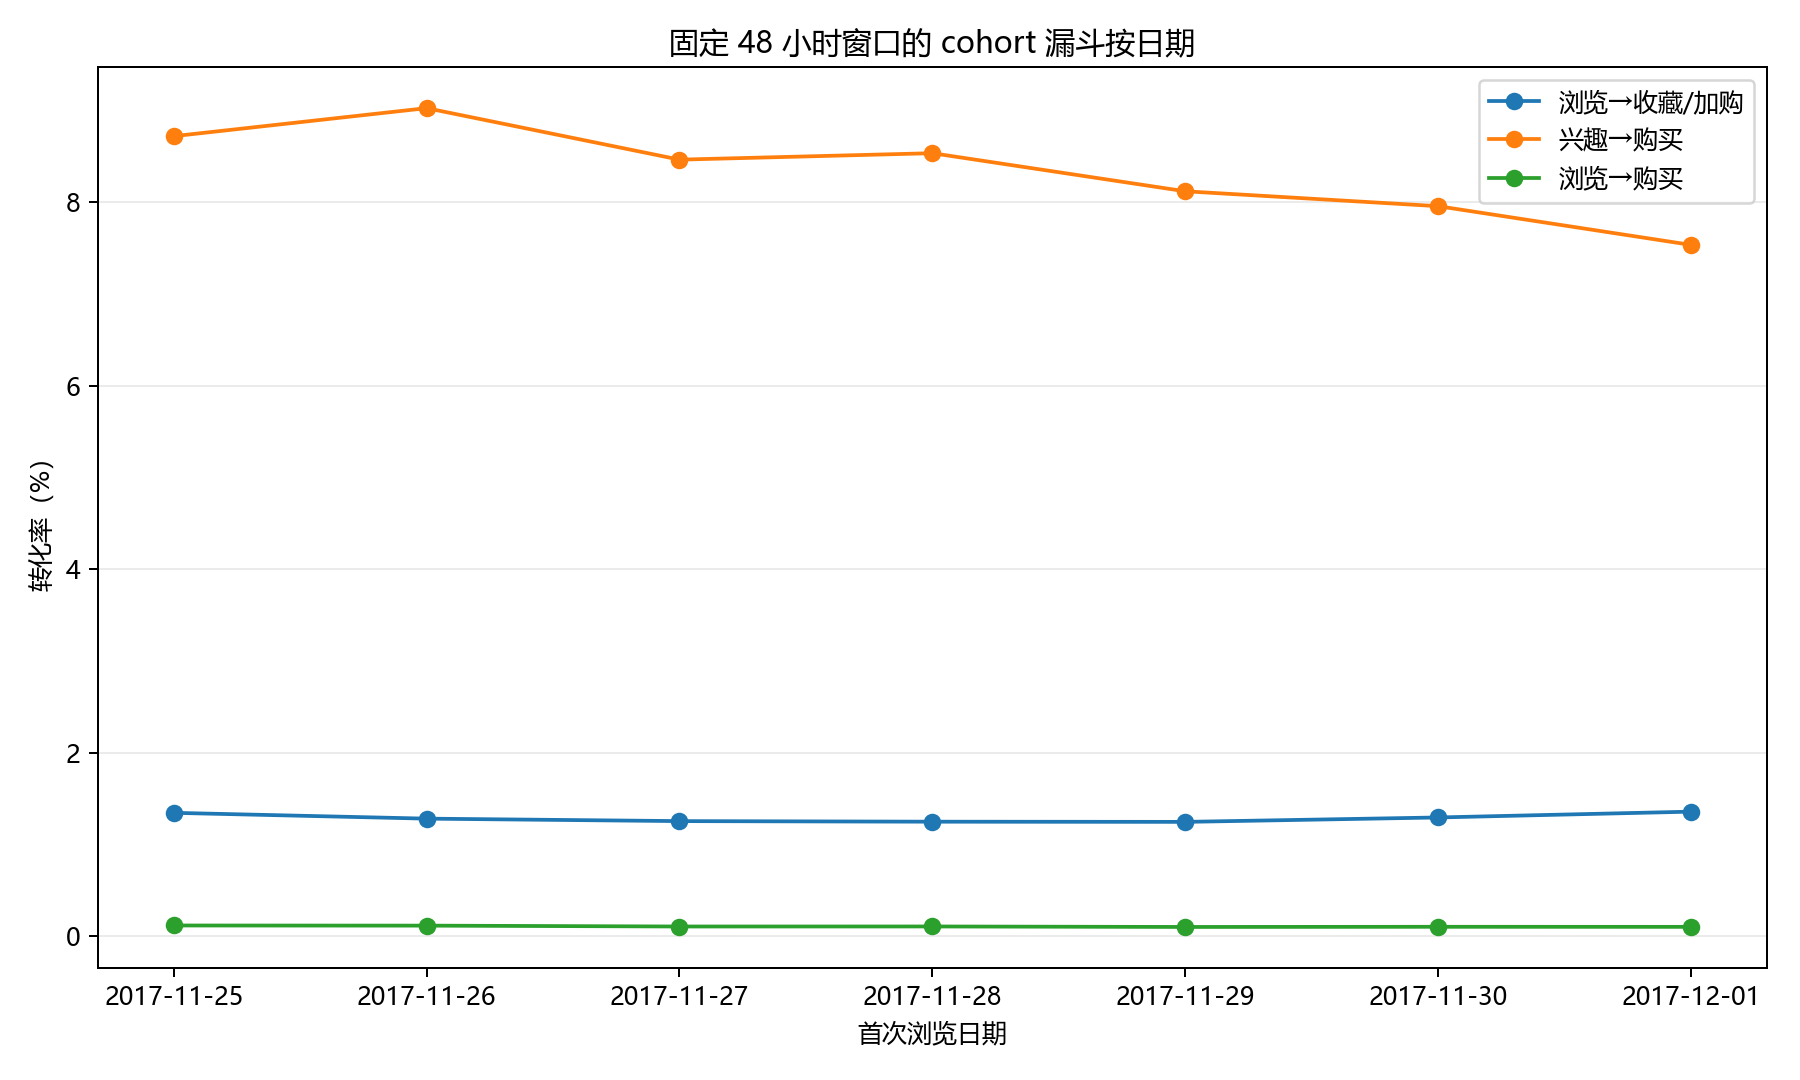 固定 48 小时窗口的 cohort 漏斗按日期
浏览→收藏/加购
兴趣→购买
浏览→购买
转化率（%）
8
6
4
2
0
2017-11-25
2017-11-26
2017-11-27
2017-11-28
2017-11-29
2017-11-30
2017-12-01
首次浏览日期